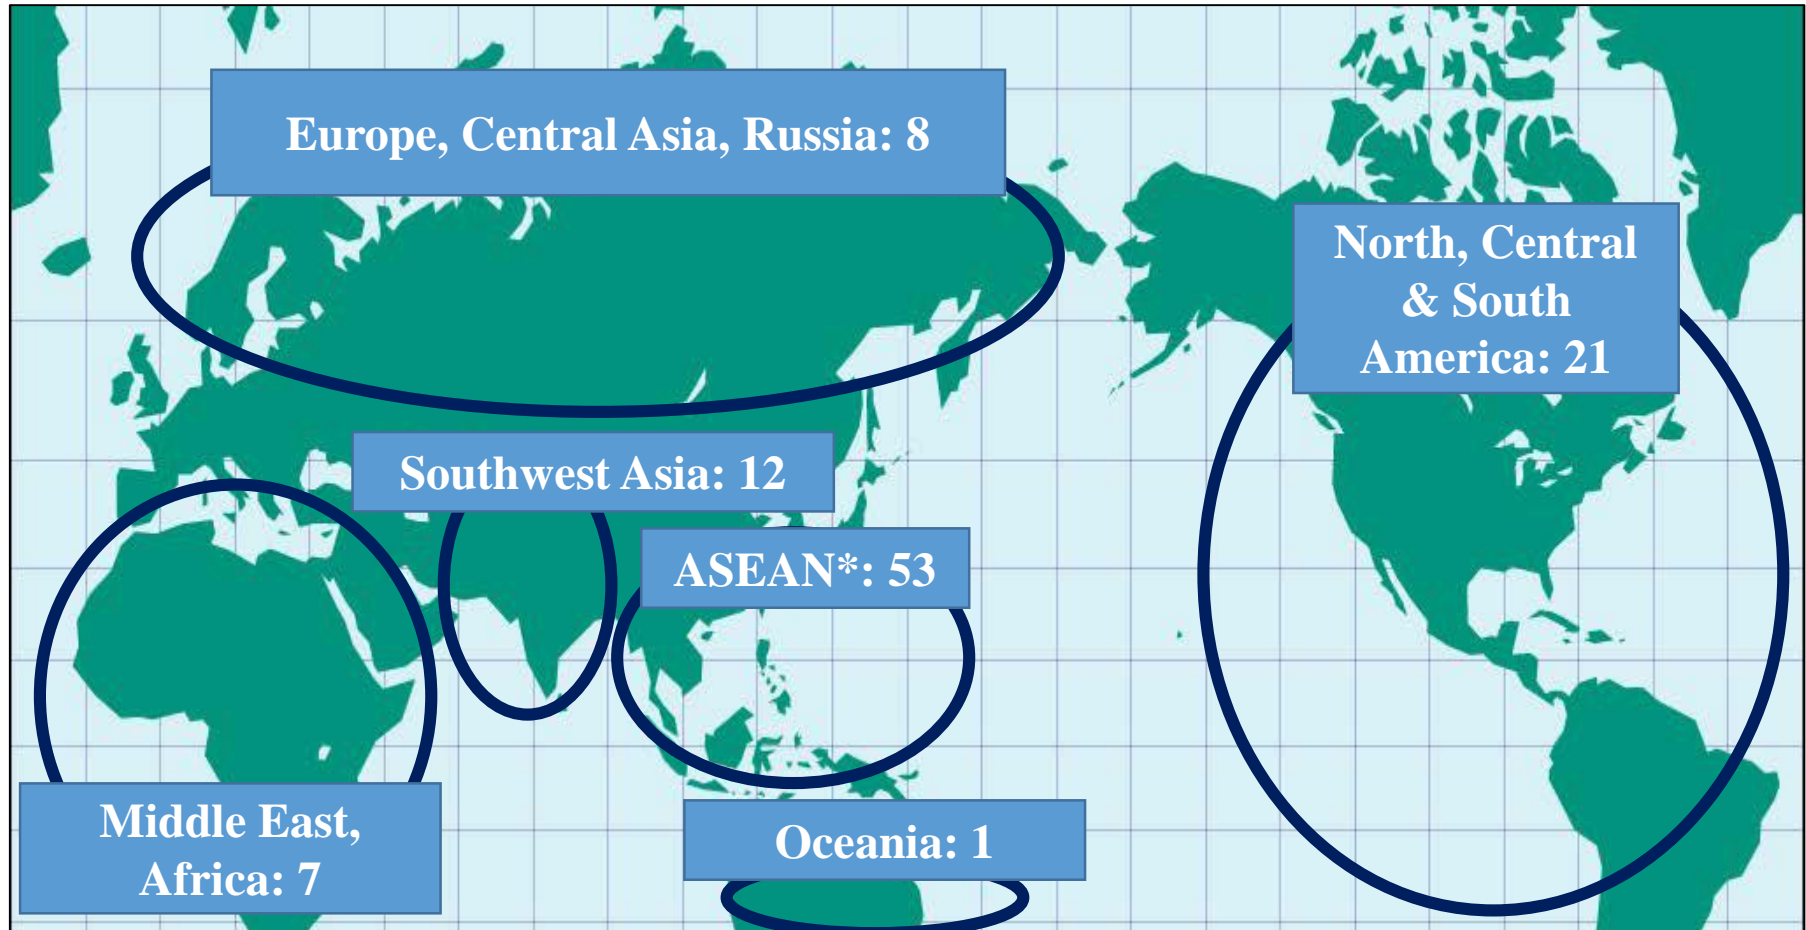 Europe, Central Asia, Russia: 8
North, Central
& South
America: 21
Southwest Asia: 12
ASEAN*: 53
Middle East,
Africa: 7
Oceania: 1